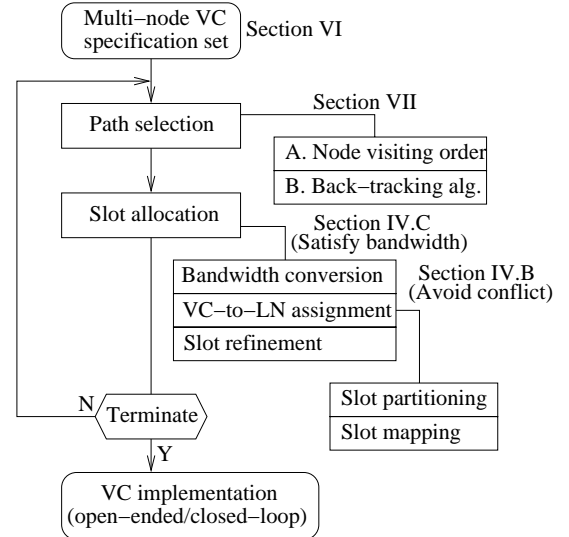 Multi−node VC
specification set
Section VI
Section VII
Path selection
A. Node visiting order
B. Back−tracking alg.
Slot allocation
Section IV.C
(Satisfy bandwidth)
Bandwidth conversion
VC−to−LN assignment
Slot refinement
Section IV.B
(Avoid conflict)
Slot partitioning
Slot mapping
N
Terminate
Y
VC implementation
(open−ended/closed−loop)